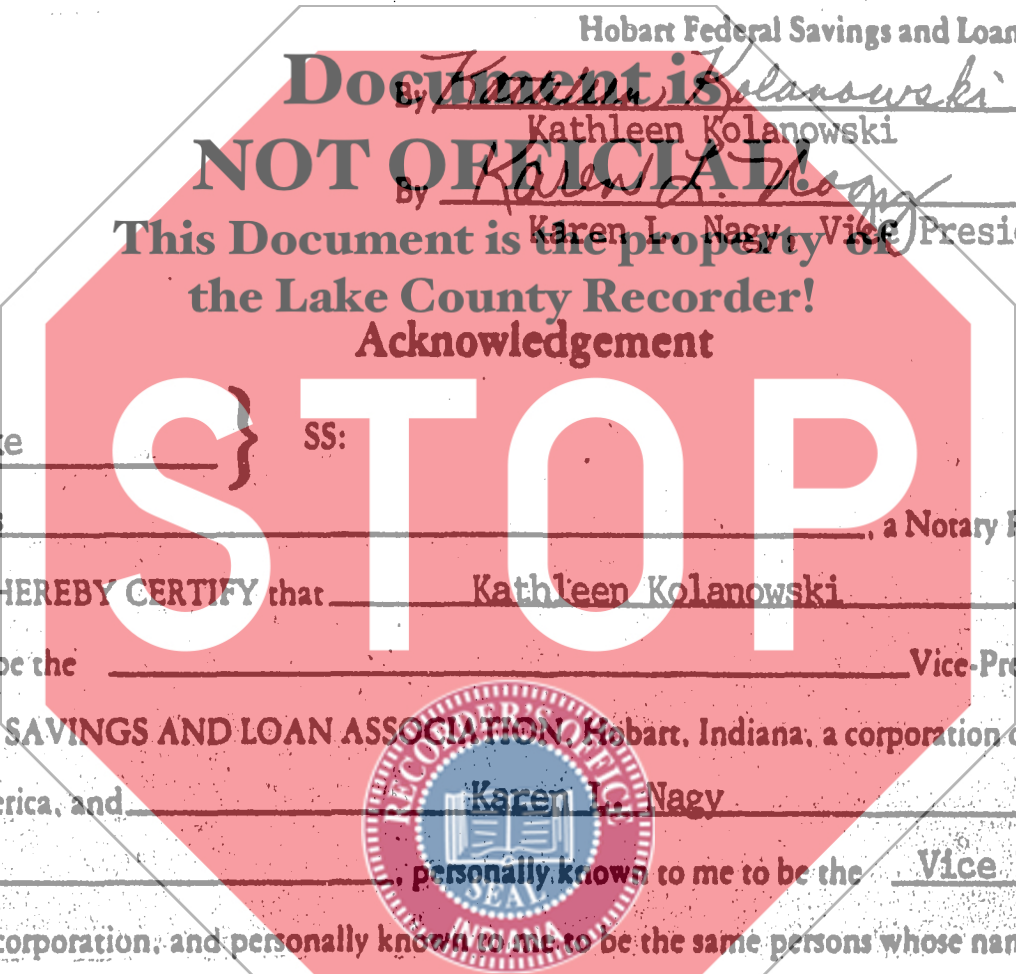 Hobart Federal Savings and Loan
Document is
By Kathleen Kolanowski
Kathleen Kolanowski
NOT OFFICIAL!
By Karen L. Nagy
Karen L. Nagy, Vice Presi
This Document is the property of
the Lake County Recorder!
Acknowledgement
STOP
SS:
, a Notary
HEREBY CERTIFY that Kathleen Kolanowski
be the Vice-Pre
SAVINGS AND LOAN ASSOCIATION, Hobart, Indiana, a corporation
erica, and Karen L. Nagy
, personally known to me to be the Vice
corporation, and personally known to me to be the same persons whose nam
RECORDER'S OFFICE
SEAL
INDIANA